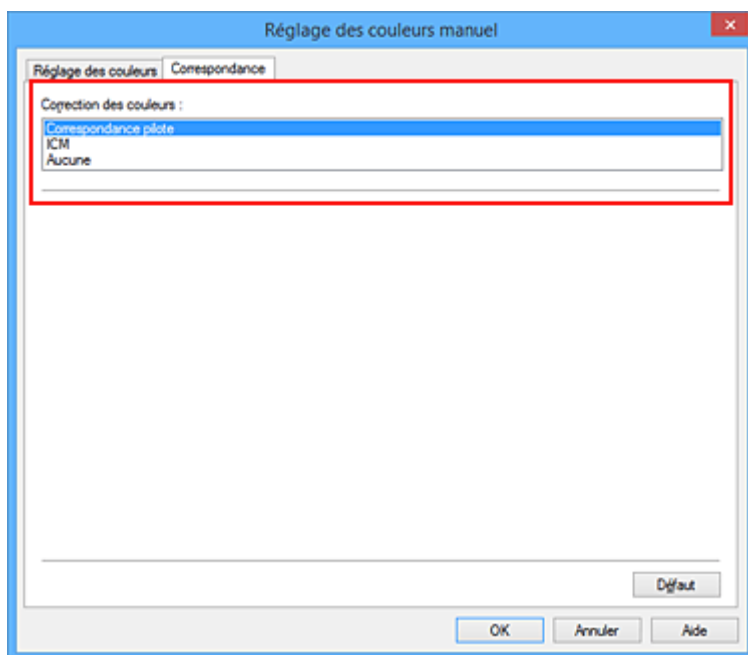 Réglage des couleurs manuel
Réglage des couleurs Correspondance
Correction des couleurs :
Correspondance pilote
ICM
Aucune
Défaut
OK Annuler Aide